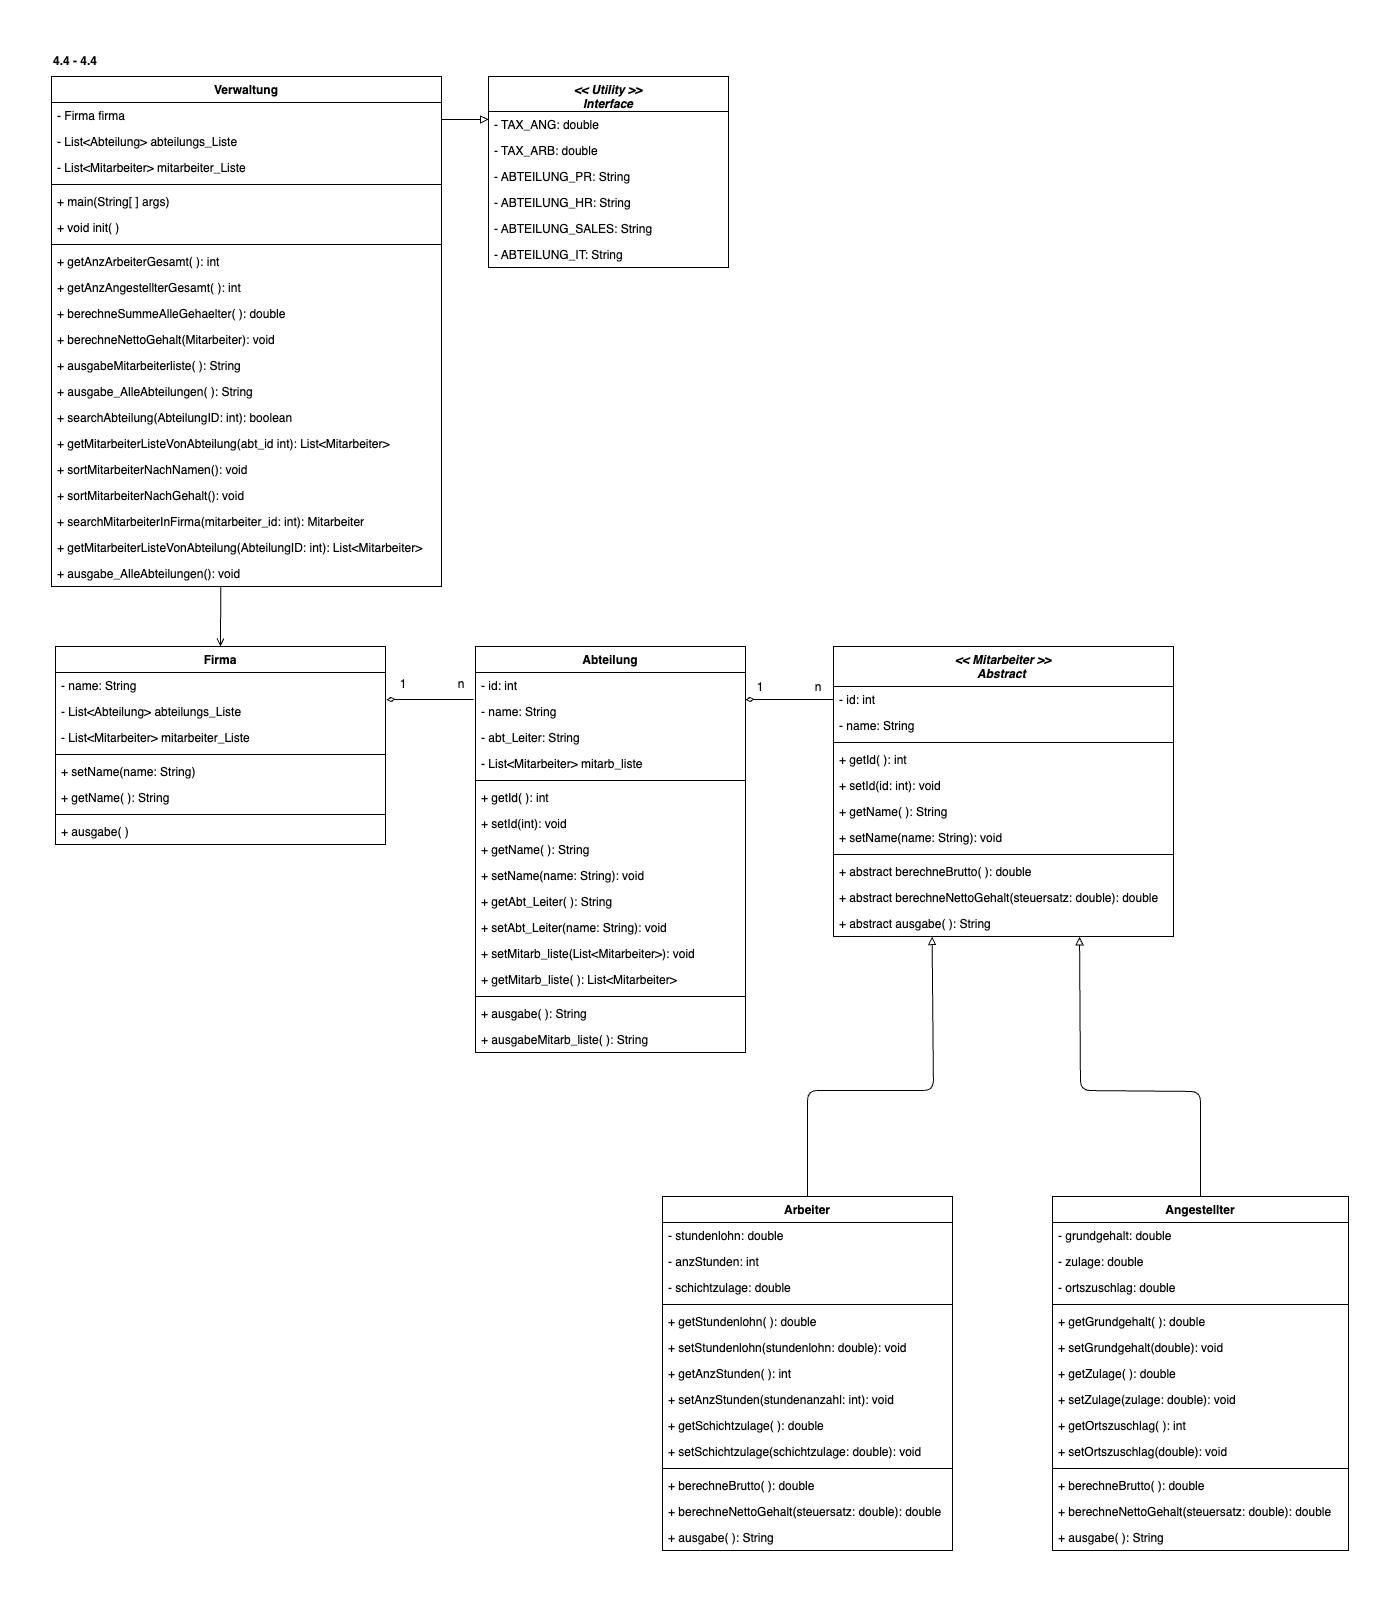 4.4 - 4.4
Verwaltung
- Firma firma
- List<Abteilung> abteilungs_Liste
- List<Mitarbeiter> mitarbeiter_Liste
+ main(String[ ] args)
+ void init( )
+ getAnzArbeiterGesamt( ): int
+ getAnzAngestellterGesamt( ): int
+ berechneSummeAlleGehaelter( ): double
+ berechneNettoGehalt(Mitarbeiter): void
+ ausgabeMitarbeiterliste( ): String
+ ausgabe_AlleAbteilungen( ): String
+ searchAbteilung(AbteilungID: int): boolean
+ getMitarbeiterListeVonAbteilung(abt_id int): List<Mitarbeiter>
+ sortMitarbeiterNachNamen(): void
+ sortMitarbeiterNachGehalt(): void
+ searchMitarbeiterInFirma(mitarbeiter_id: int): Mitarbeiter
+ getMitarbeiterListeVonAbteilung(AbteilungID: int): List<Mitarbeiter>
+ ausgabe_AlleAbteilungen(): void
<< Utility >>
Interface
- TAX_ANG: double
- TAX_ARB: double
- ABTEILUNG_PR: String
- ABTEILUNG_HR: String
- ABTEILUNG_SALES: String
- ABTEILUNG_IT: String
Firma
- name: String
- List<Abteilung> abteilungs_Liste
- List<Mitarbeiter> mitarbeiter_Liste
+ setName(name: String)
+ getName( ): String
+ ausgabe( )
1
n
Abteilung
- id: int
- name: String
- abt_Leiter: String
- List<Mitarbeiter> mitarb_liste
+ getId( ): int
+ setId(int): void
+ getName( ): String
+ setName(name: String): void
+ getAbt_Leiter( ): String
+ setAbt_Leiter(name: String): void
+ setMitarb_liste(List<Mitarbeiter>): void
+ getMitarb_liste( ): List<Mitarbeiter>
+ ausgabe( ): String
+ ausgabeMitarb_liste( ): String
1
n
<< Mitarbeiter >>
Abstract
- id: int
- name: String
+ getId( ): int
+ setId(id: int): void
+ getName( ): String
+ setName(name: String): void
+ abstract berechneBrutto( ): double
+ abstract berechneNettoGehalt(steuersatz: double): double
+ abstract ausgabe( ): String
Arbeiter
- stundenlohn: double
- anzStunden: int
- schichtzulage: double
+ getStundenlohn( ): double
+ setStundenlohn(stundenlohn: double): void
+ getAnzStunden( ): int
+ setAnzStunden(stundenanzahl: int): void
+ getSchichtzulage( ): double
+ setSchichtzulage(schichtzulage: double): void
+ berechneBrutto( ): double
+ berechneNettoGehalt(steuersatz: double): double
+ ausgabe( ): String
Angestellter
- grundgehalt: double
- zulage: double
- ortszuschlag: double
+ getGrundgehalt( ): double
+ setGrundgehalt(double): void
+ getZulage( ): double
+ setZulage(zulage: double): void
+ getOrtszuschlag( ): int
+ setOrtszuschlag(double): void
+ berechneBrutto( ): double
+ berechneNettoGehalt(steuersatz: double): double
+ ausgabe( ): String